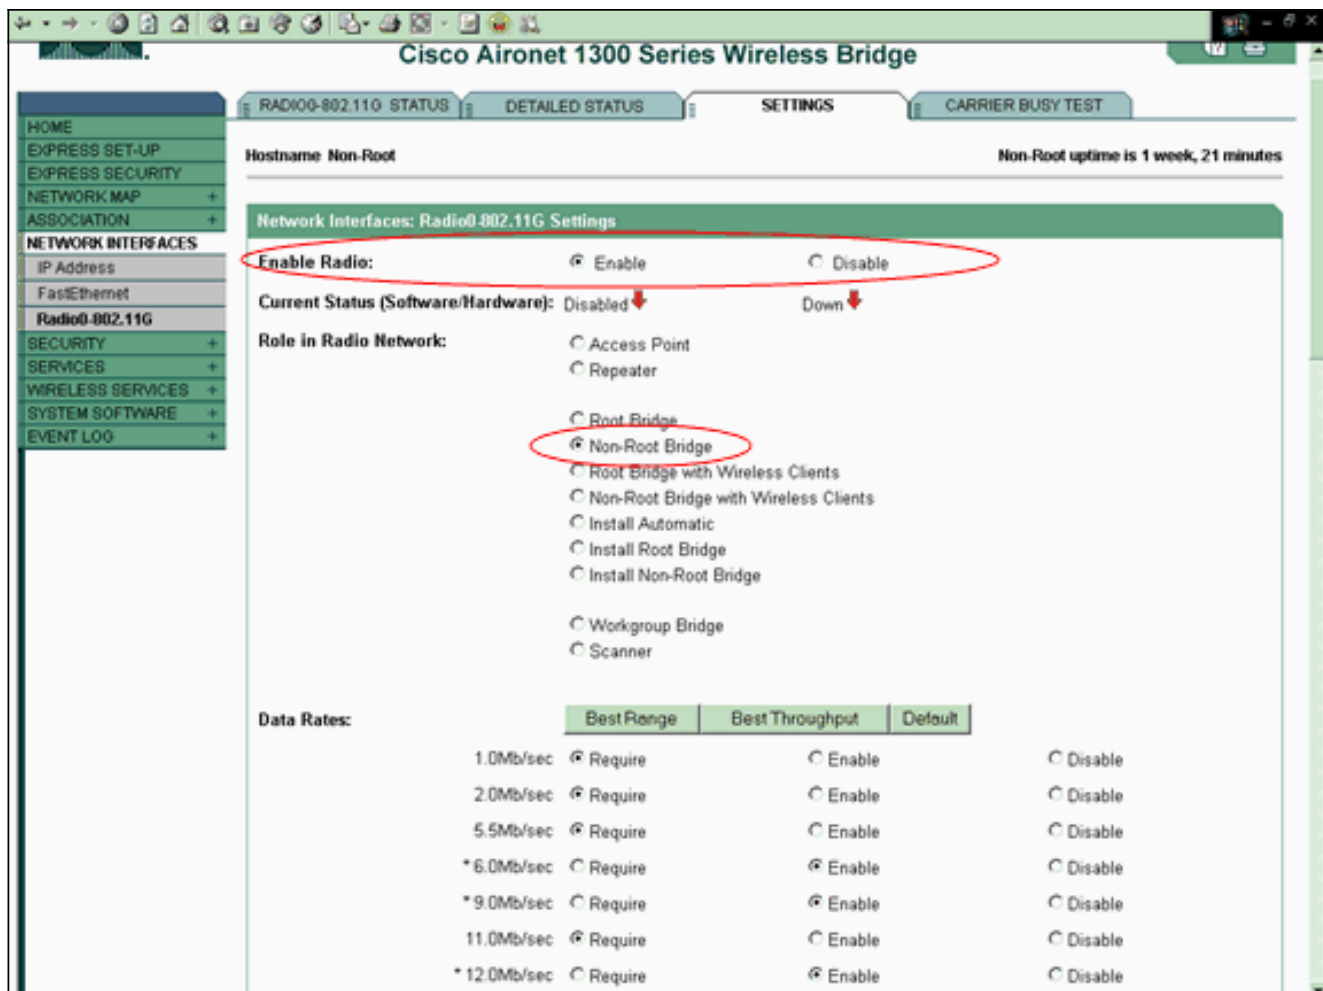 Cisco Aironet 1300 Series Wireless Bridge
RADIO0-802.11G STATUS
DETAILED STATUS
SETTINGS
CARRIER BUSY TEST
HOME
EXPRESS SET-UP
EXPRESS SECURITY
NETWORK MAP +
ASSOCIATION +
NETWORK INTERFACES
IP Address
FastEthernet
Radio0-802.11G
SECURITY +
SERVICES +
WIRELESS SERVICES +
SYSTEM SOFTWARE +
EVENT LOG +
Hostname Non-Root
Non-Root uptime is 1 week, 21 minutes
Network Interfaces: Radio0-802.11G Settings
Enable Radio: Enable Disable
Current Status (Software/Hardware): Disabled Down
Role in Radio Network: Access Point
Repeater
Root Bridge
Non-Root Bridge
Root Bridge with Wireless Clients
Non-Root Bridge with Wireless Clients
Install Automatic
Install Root Bridge
Install Non-Root Bridge
Workgroup Bridge
Scanner
Data Rates: Best Range Best Throughput Default
1.0Mb/sec Require Enable Disable
2.0Mb/sec Require Enable Disable
5.5Mb/sec Require Enable Disable
*6.0Mb/sec Require Enable Disable
*9.0Mb/sec Require Enable Disable
11.0Mb/sec Require Enable Disable
*12.0Mb/sec Require Enable Disable